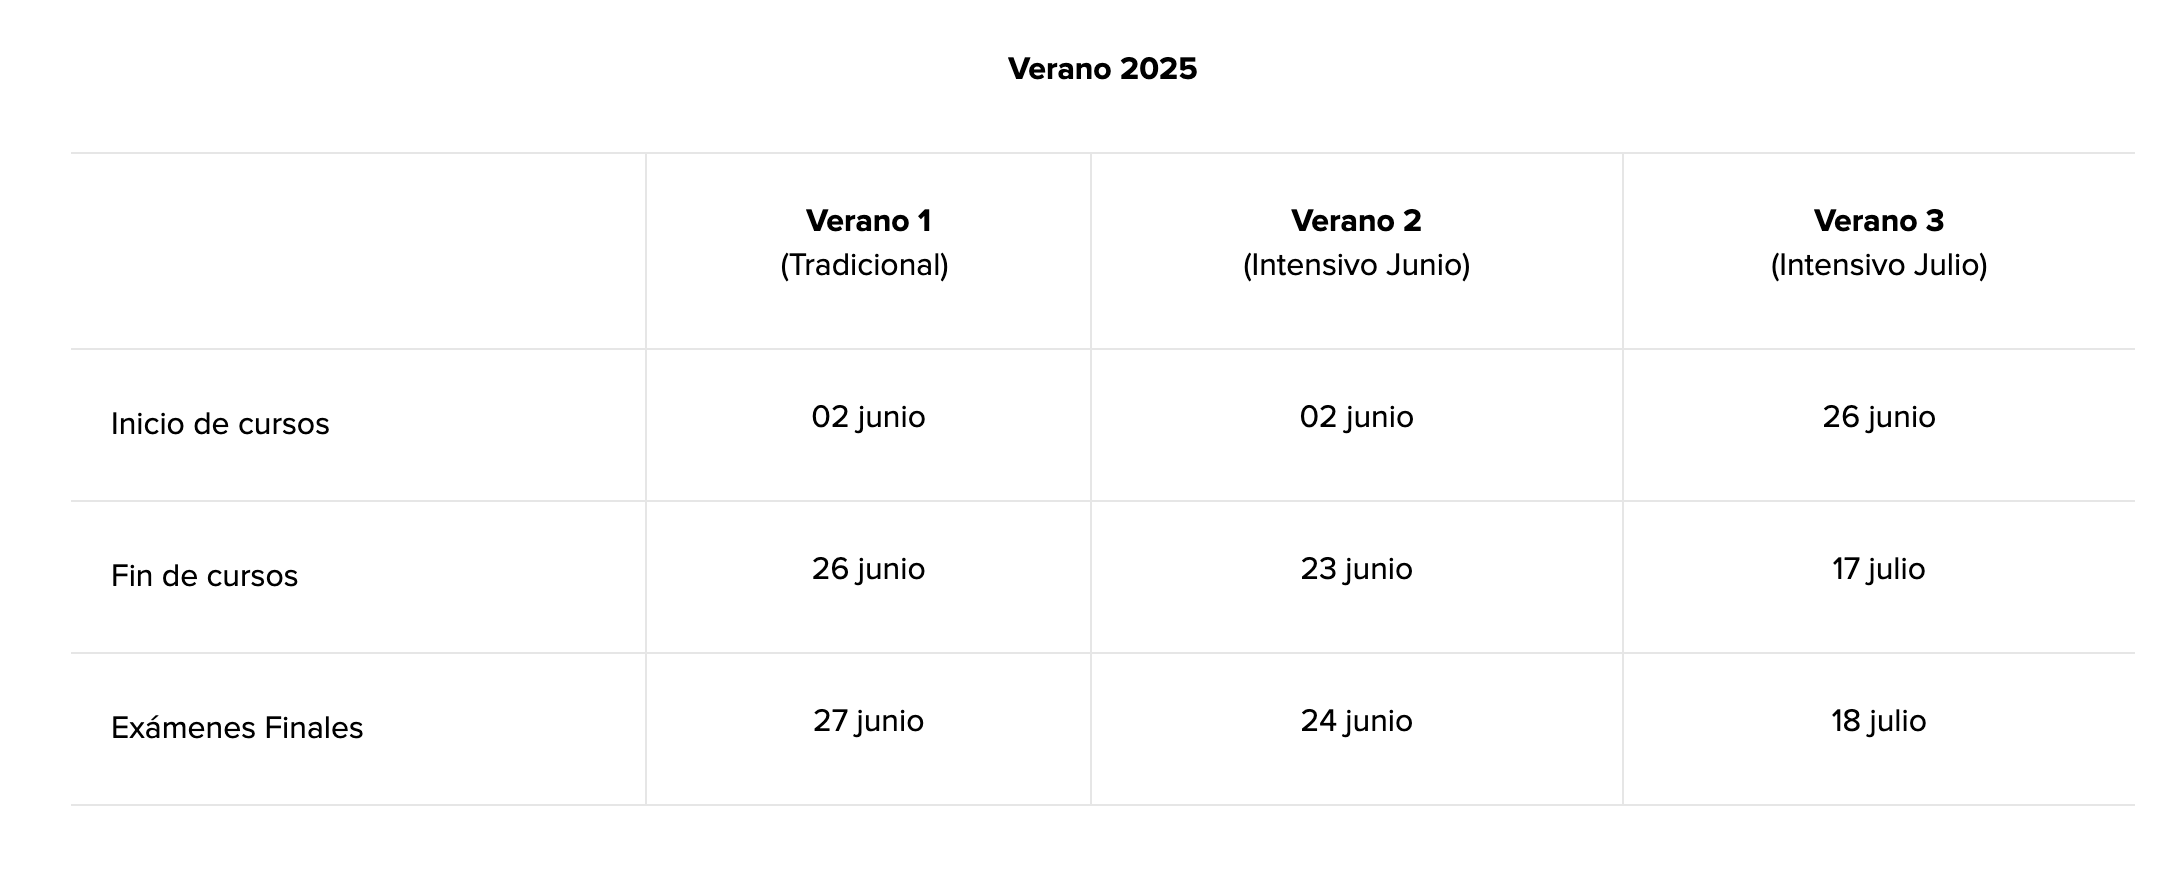 Verano 2025
Verano 1 Verano 2 Verano 3
(Tradicional) (Intensivo Junio) (Intensivo Julio)
Inicio de cursos 02 junio 02 junio 26 junio
Fin de cursos 26 junio 23 junio 17 julio
Exámenes Finales 27 junio 24 junio 18 julio